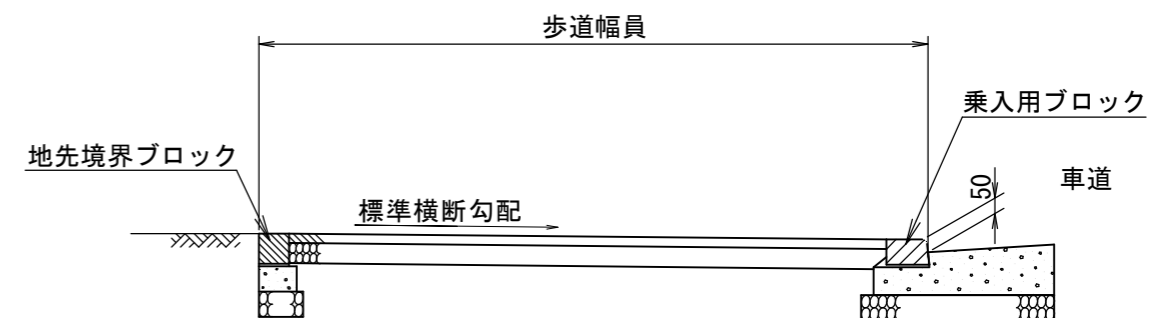 歩道幅員
乗入用ブロック
地先境界ブロック
50
車道
標準横断勾配